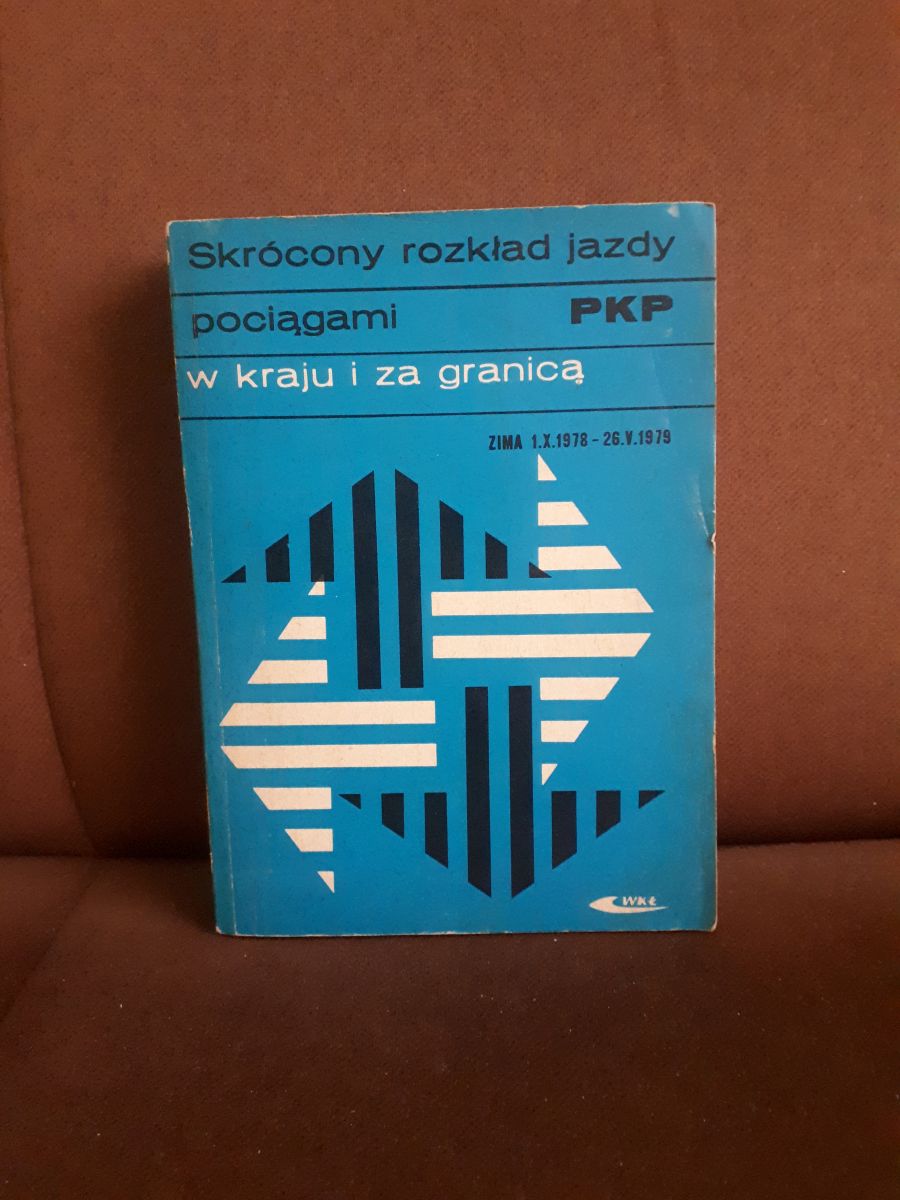 Skrócony rozkład jazdy
pociągami PKP
w kraju i za granicą
ZIMA 1.X.1978 - 26.V.1979
WKŁ